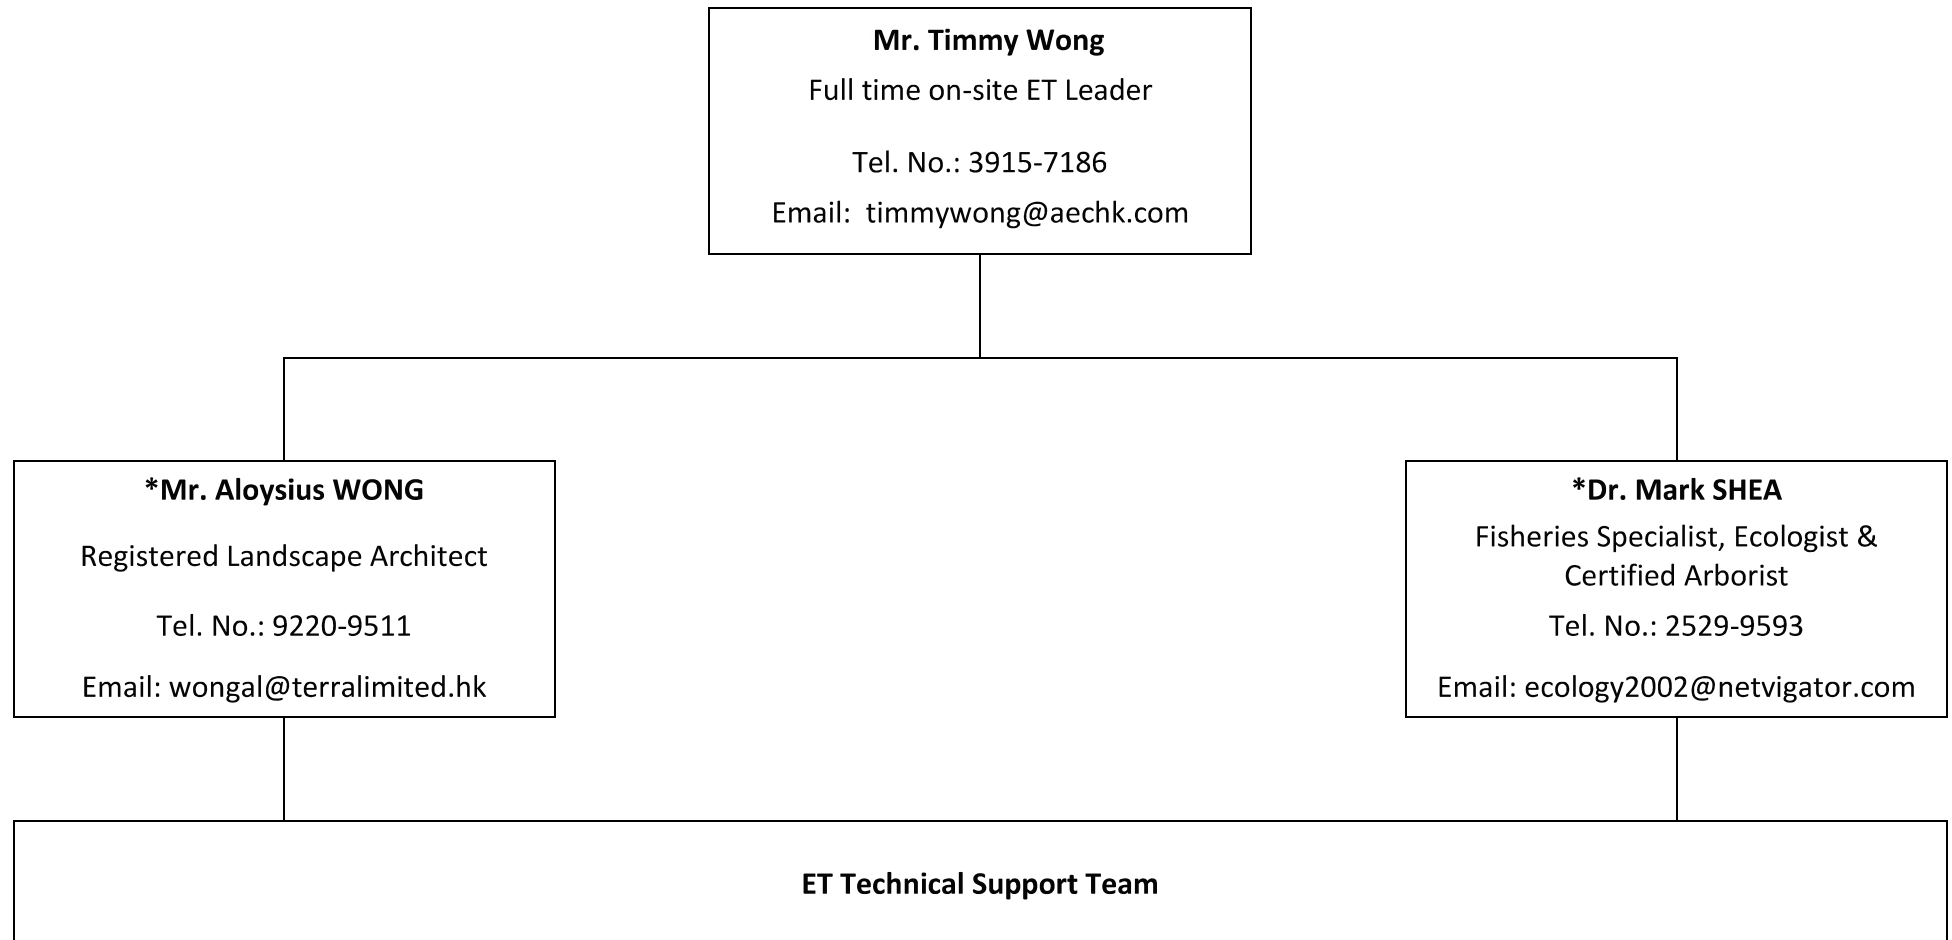 Mr. Timmy Wong
Full time on-site ET Leader
Tel. No.: 3915-7186
Email: timmywong@aechk.com
*Mr. Aloysius WONG
Registered Landscape Architect
Tel. No.: 9220-9511
Email: wongal@terralimited.hk
*Dr. Mark SHEA
Fisheries Specialist, Ecologist &
Certified Arborist
Tel. No.: 2529-9593
Email: ecology2002@netvigator.com
ET Technical Support Team